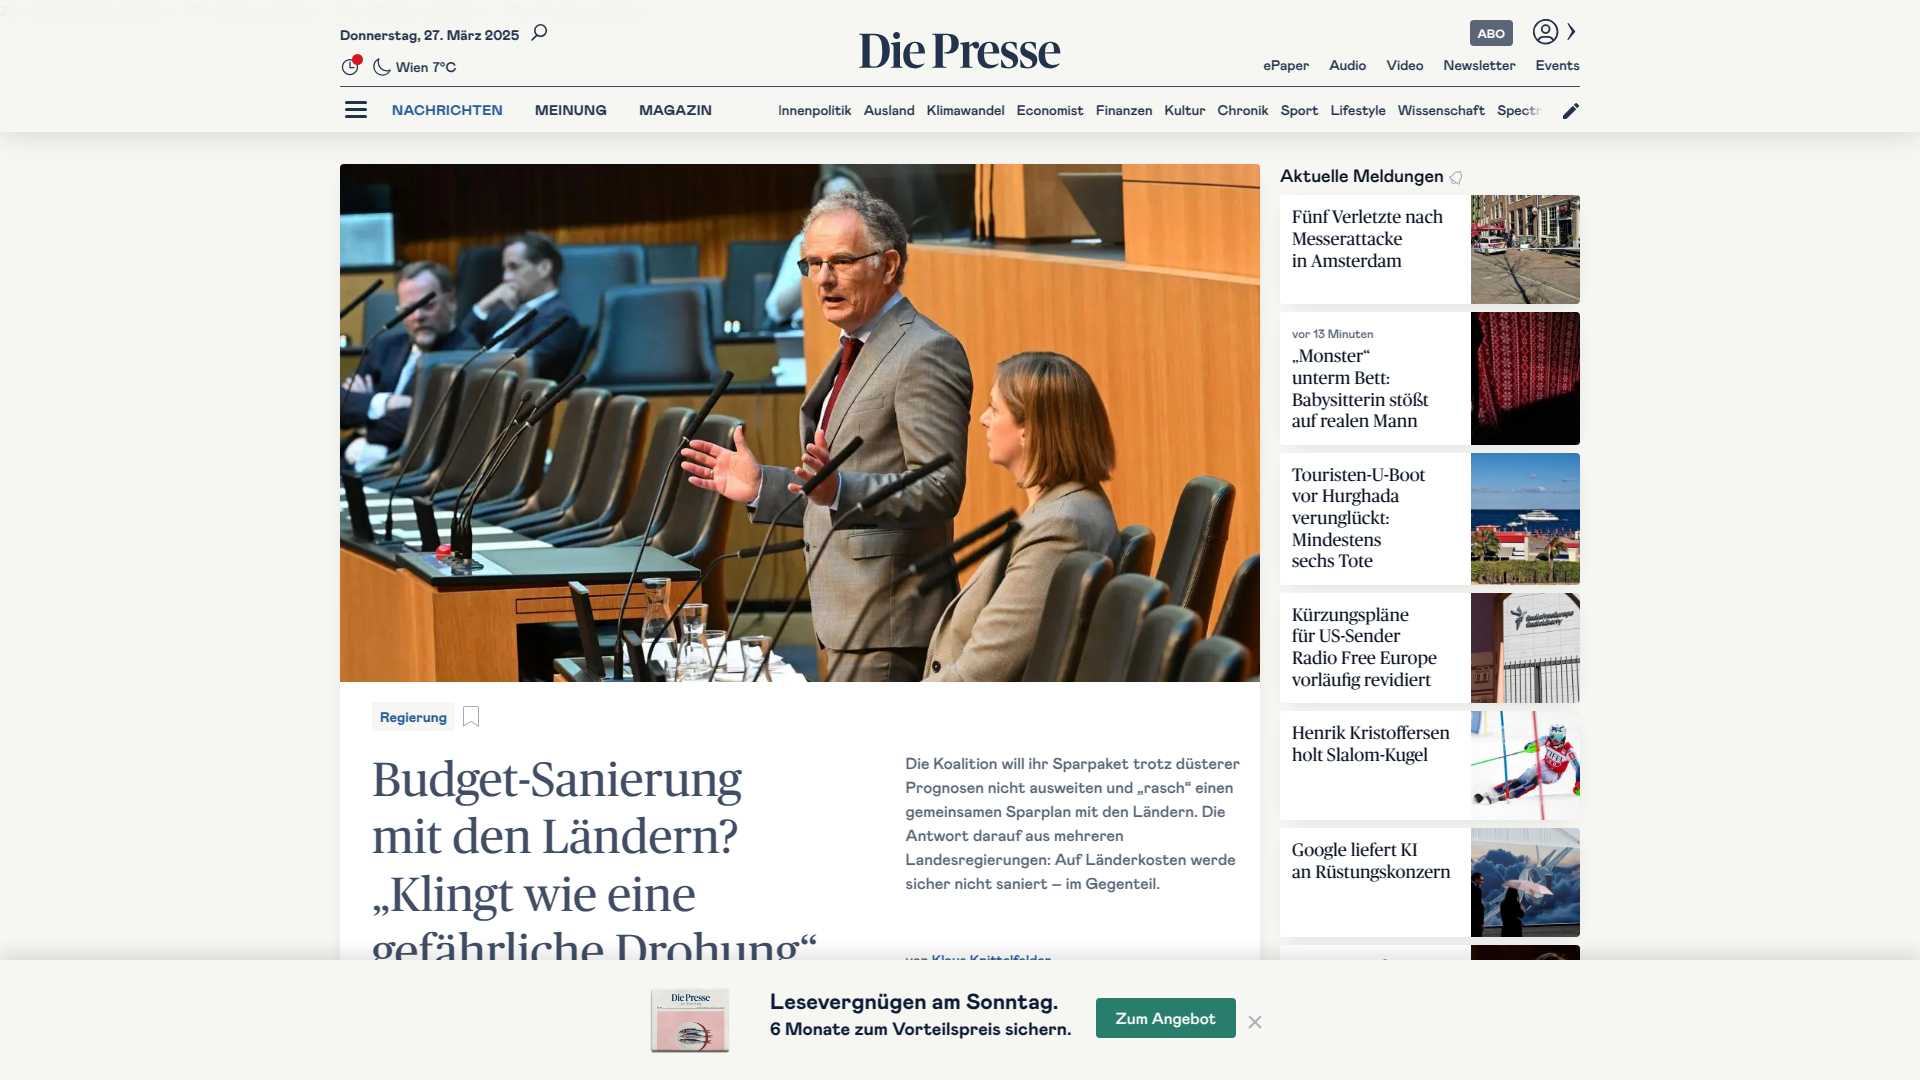 Donnerstag, 27. März 2025
Wien 7°C
Die Presse
ABO
ePaper Audio Video Newsletter Events
NACHRICHTEN MEINUNG MAGAZIN
Innenpolitik Ausland Klimawandel Economist Finanzen Kultur Chronik Sport Lifestyle Wissenschaft Spectr
Regierung
Budget-Sanierung
mit den Ländern?
„Klingt wie eine
gefährliche Drohung“
Die Koalition will ihr Sparpaket trotz düsterer
Prognosen nicht ausweiten und „rasch“ einen
gemeinsamen Sparplan mit den Ländern. Die
Antwort darauf aus mehreren
Landesregierungen: Auf Länderkosten werde
sicher nicht saniert – im Gegenteil.
von Klaus Knittelfelder
Aktuelle Meldungen
Fünf Verletzte nach
Messerattacke
in Amsterdam
vor 13 Minuten
„Monster“
unterm Bett:
Babysitterin stößt
auf realen Mann
Touristen-U-Boot
vor Hurghada
verunglückt:
Mindestens
sechs Tote
Kürzungspläne
für US-Sender
Radio Free Europe
vorläufig revidiert
Henrik Kristoffersen
holt Slalom-Kugel
Google liefert KI
an Rüstungskonzern
Die Presse
Lesevergnügen am Sonntag.
6 Monate zum Vorteilspreis sichern.
Zum Angebot